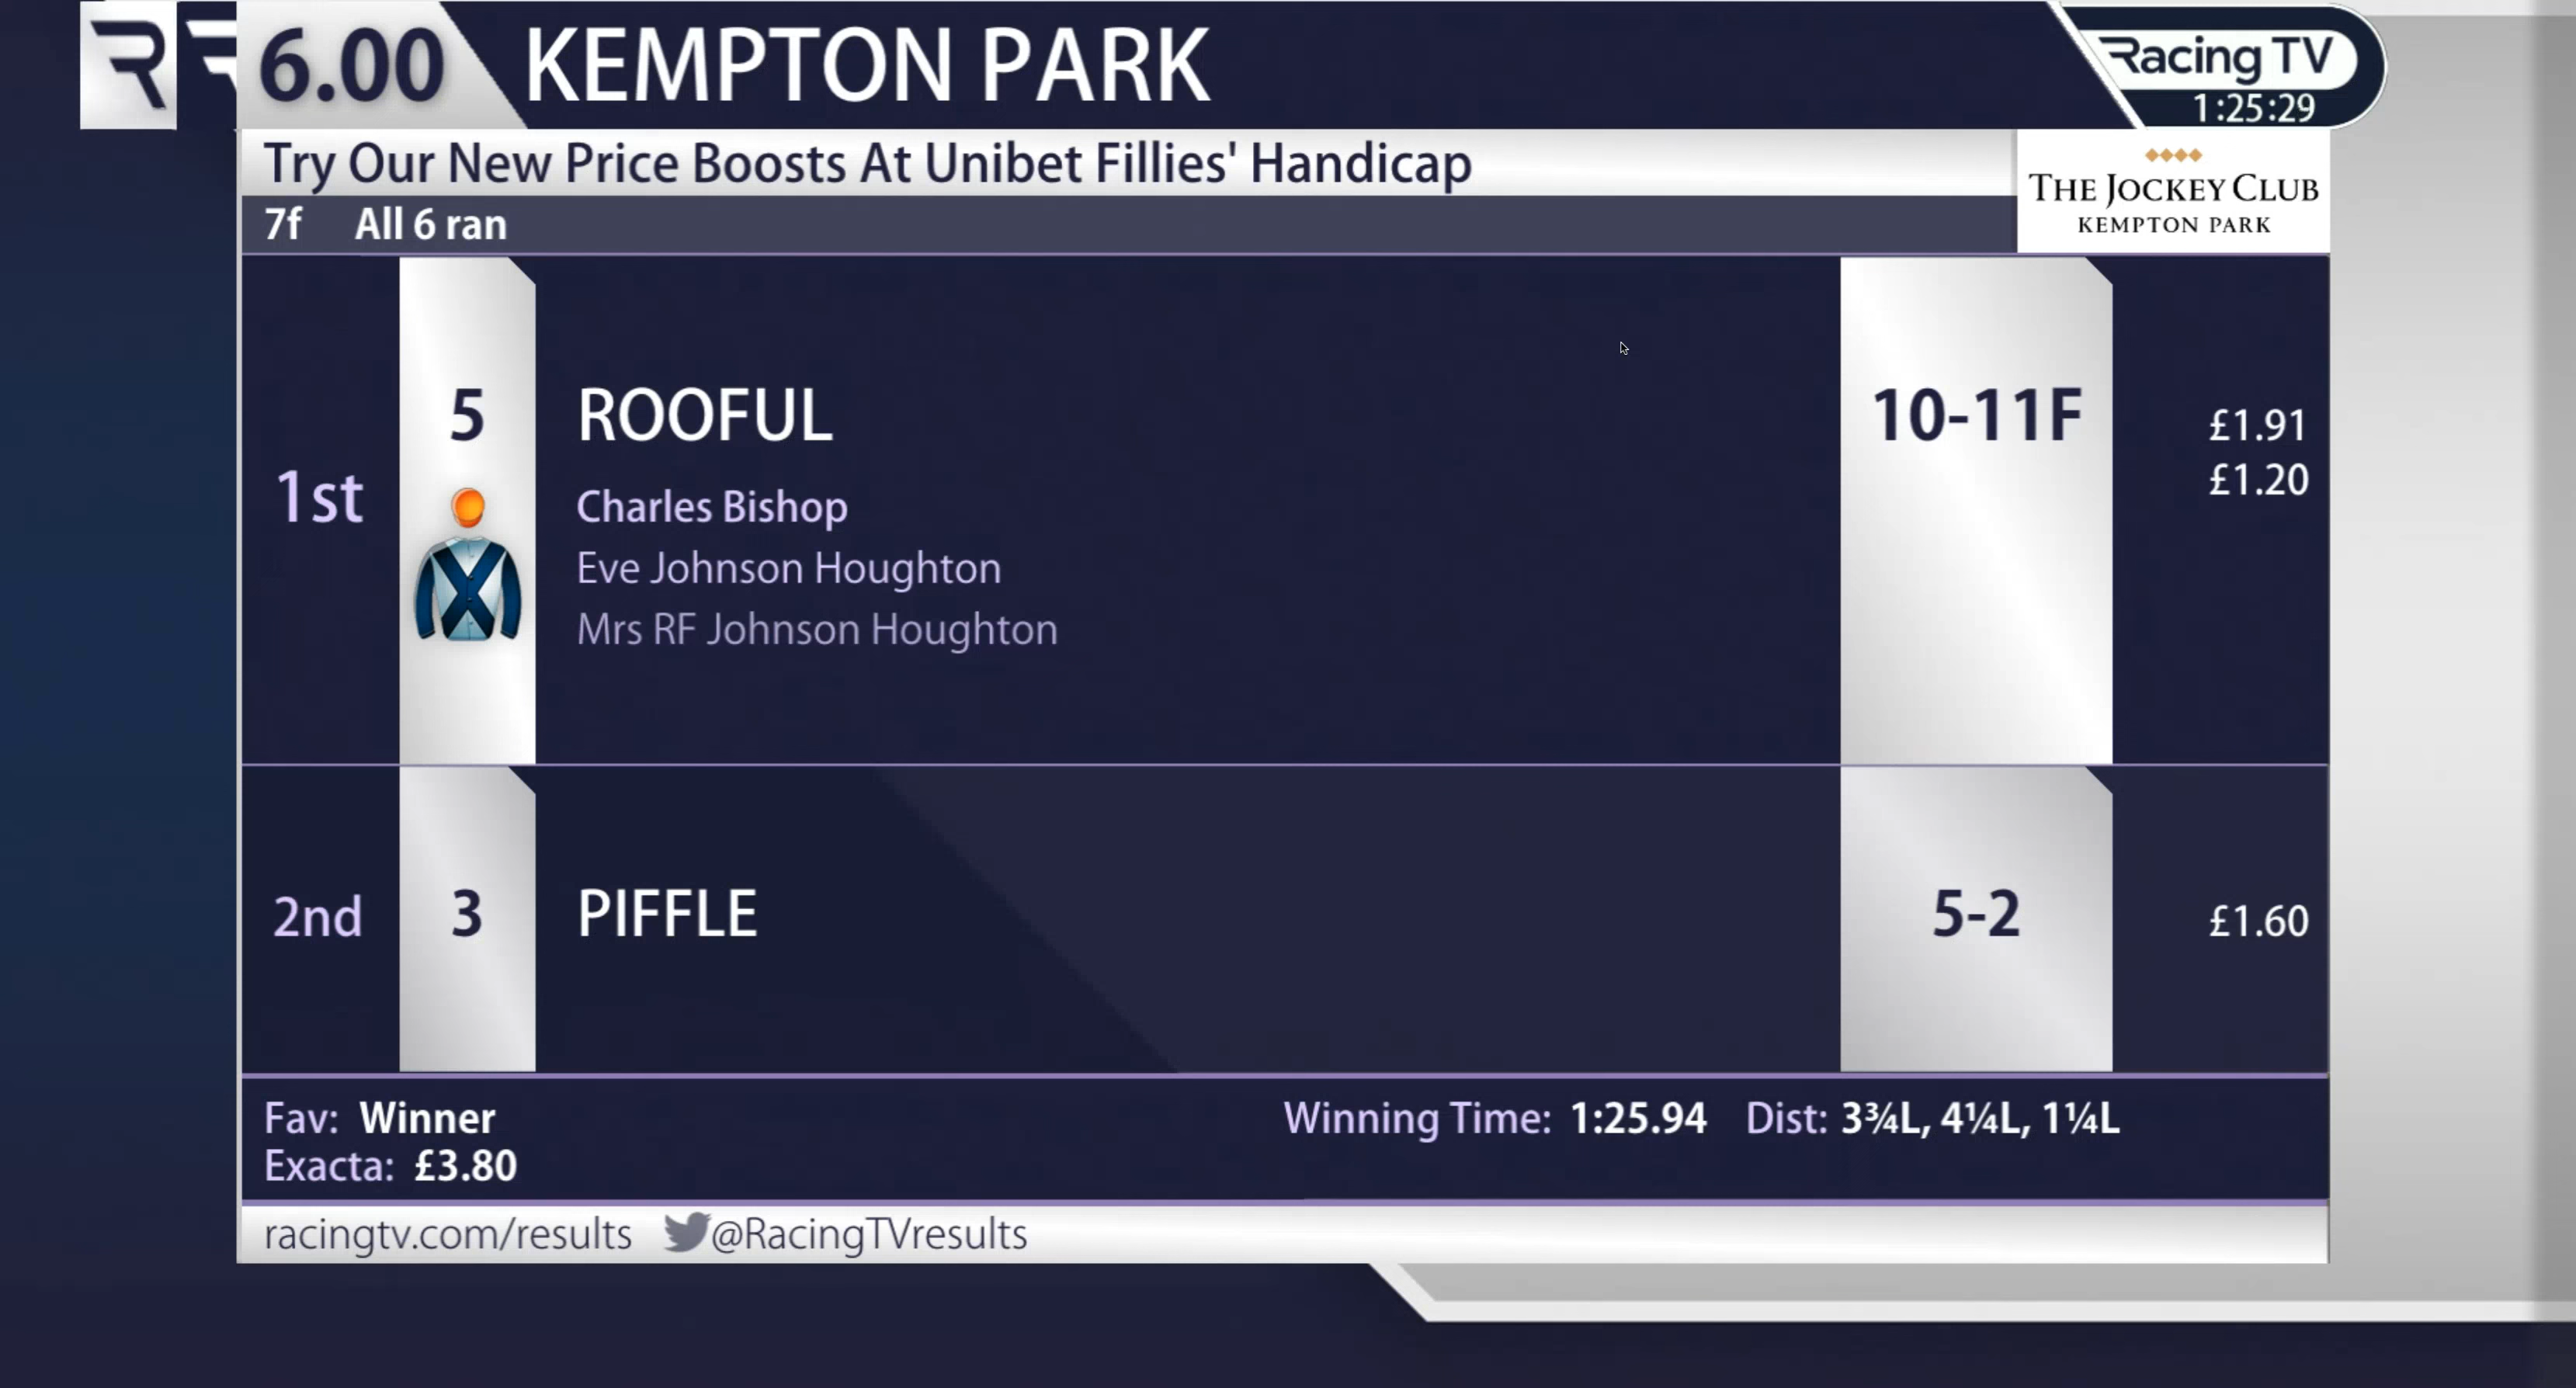 6.00 KEMPTON PARK
Racing TV
1:25:29
Try Our New Price Boosts At Unibet Fillies' Handicap
THE JOCKEY CLUB
KEMPTON PARK
7f All 6 ran
1st 5 ROOFUL 10-11F £1.91
£1.20
Charles Bishop
Eve Johnson Houghton
Mrs RF Johnson Houghton
2nd 3 PIFFLE 5-2 £1.60
Fav: Winner Winning Time: 1:25.94 Dist: 3¾L, 4¼L, 1¼L
Exacta: £3.80
racingtv.com/results @RacingTVresults